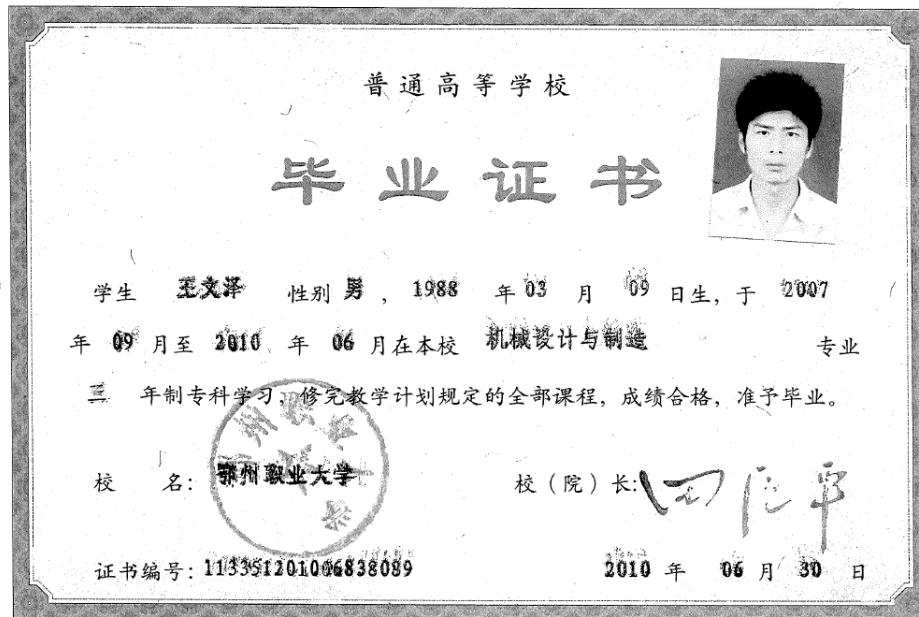 普通高等学校
毕业证书
学生 王文泽 性别 男 , 1988 年 03 月 09 日生，于 2007
年 09 月至 2010 年 06 月在本校 机械设计与制造 专业
三 年制专科学习，修完教学计划规定的全部课程，成绩合格，准予毕业。
校 名： 鄂州职业大学 校（院）长：
证书编号：113351201006838089 2010 年 06 月 30 日